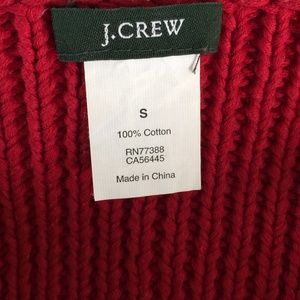 J.CREW
S
100% Cotton
RN77388
CA56445
Made in China